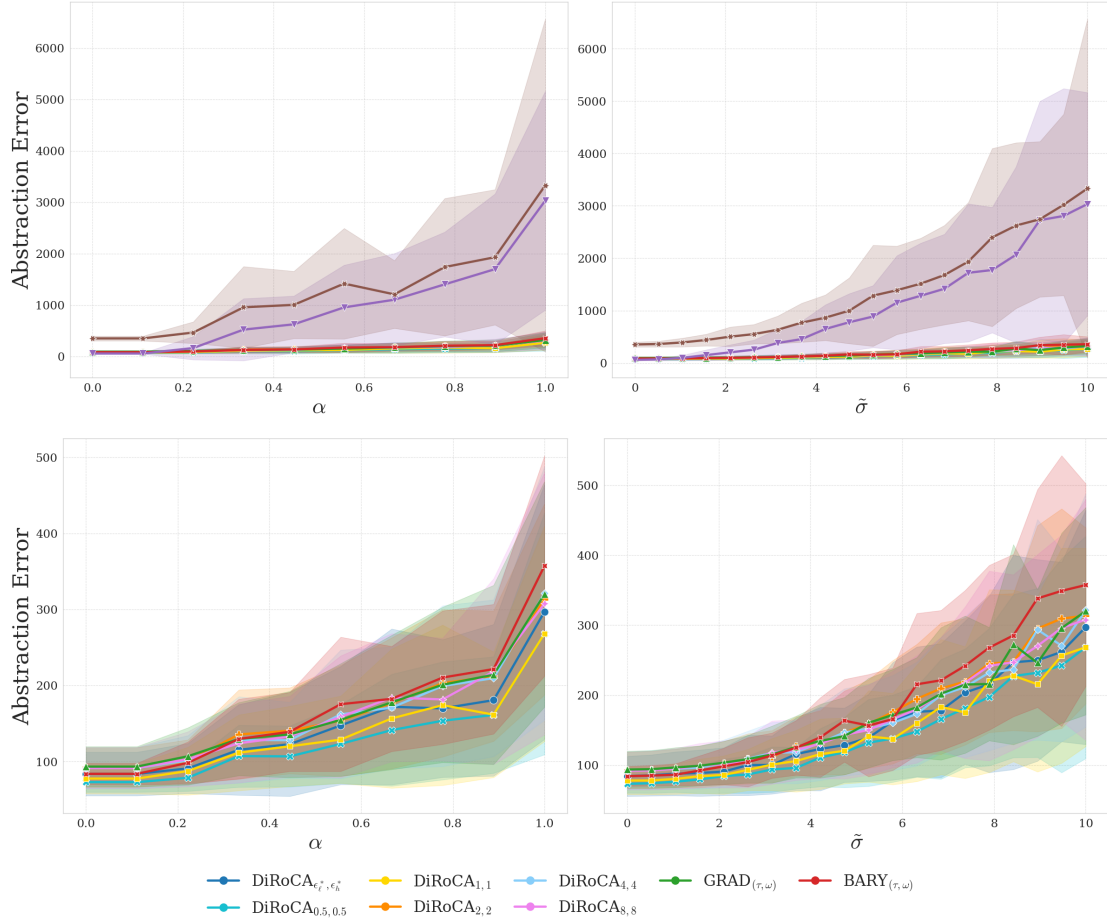 Abstraction Error
6000
5000
4000
3000
2000
1000
0
0.0 0.2 0.4 0.6 0.8 1.0
α
6000
5000
4000
3000
2000
1000
0
0 2 4 6 8 10
σ̃
Abstraction Error
500
400
300
200
100
0.0 0.2 0.4 0.6 0.8 1.0
α
500
400
300
200
100
0 2 4 6 8 10
σ̃
DiRoCA_{ϵ_ℓ^*, ϵ_h^*} DiRoCA_{1, 1} DiRoCA_{4, 4} GRAD_{(τ, ω)} BARY_{(τ, ω)}
DiRoCA_{0.5, 0.5} DiRoCA_{2, 2} DiRoCA_{8, 8}